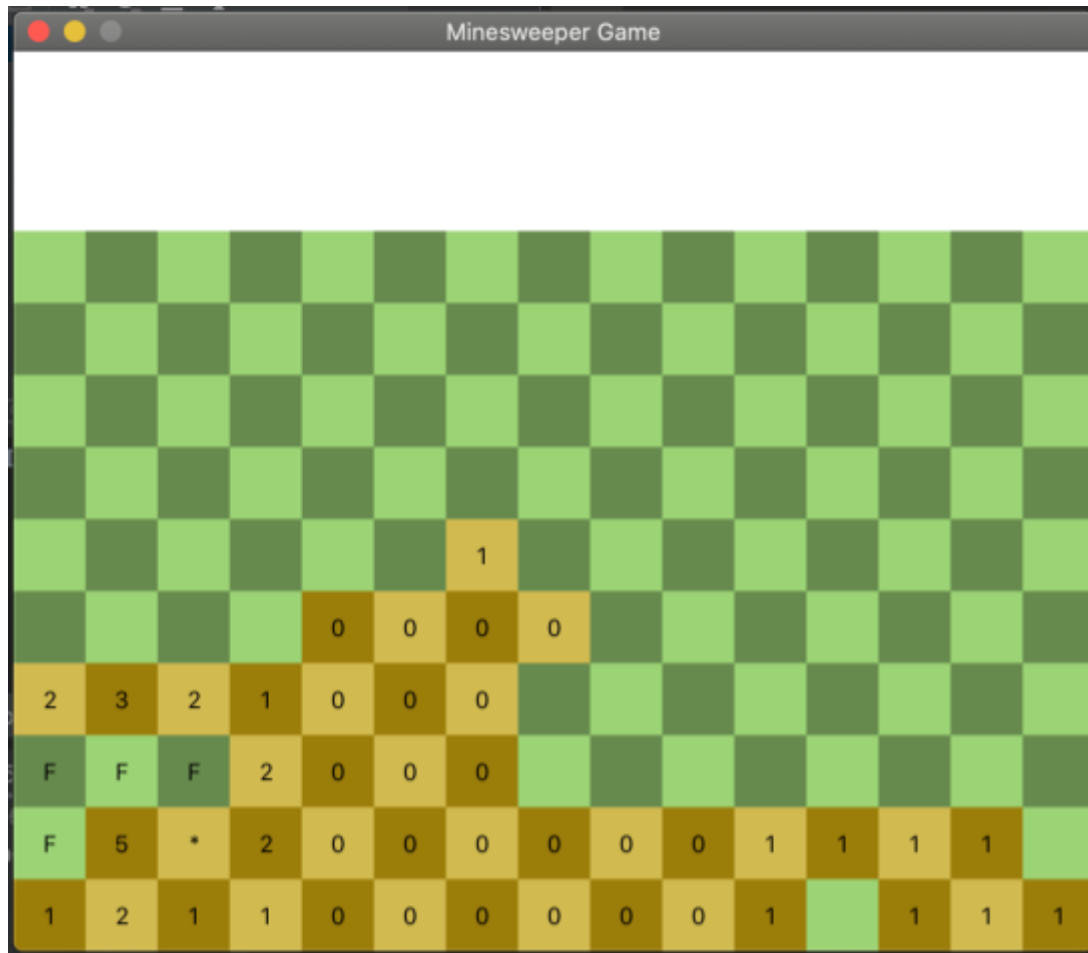 Minesweeper Game
1
0 0 0 0
2 3 2 1 0 0 0
F F F 2 0 0 0
F 5 * 2 0 0 0 0 0 0 1 1 1 1
1 2 1 1 0 0 0 0 0 0 1 1 1 1